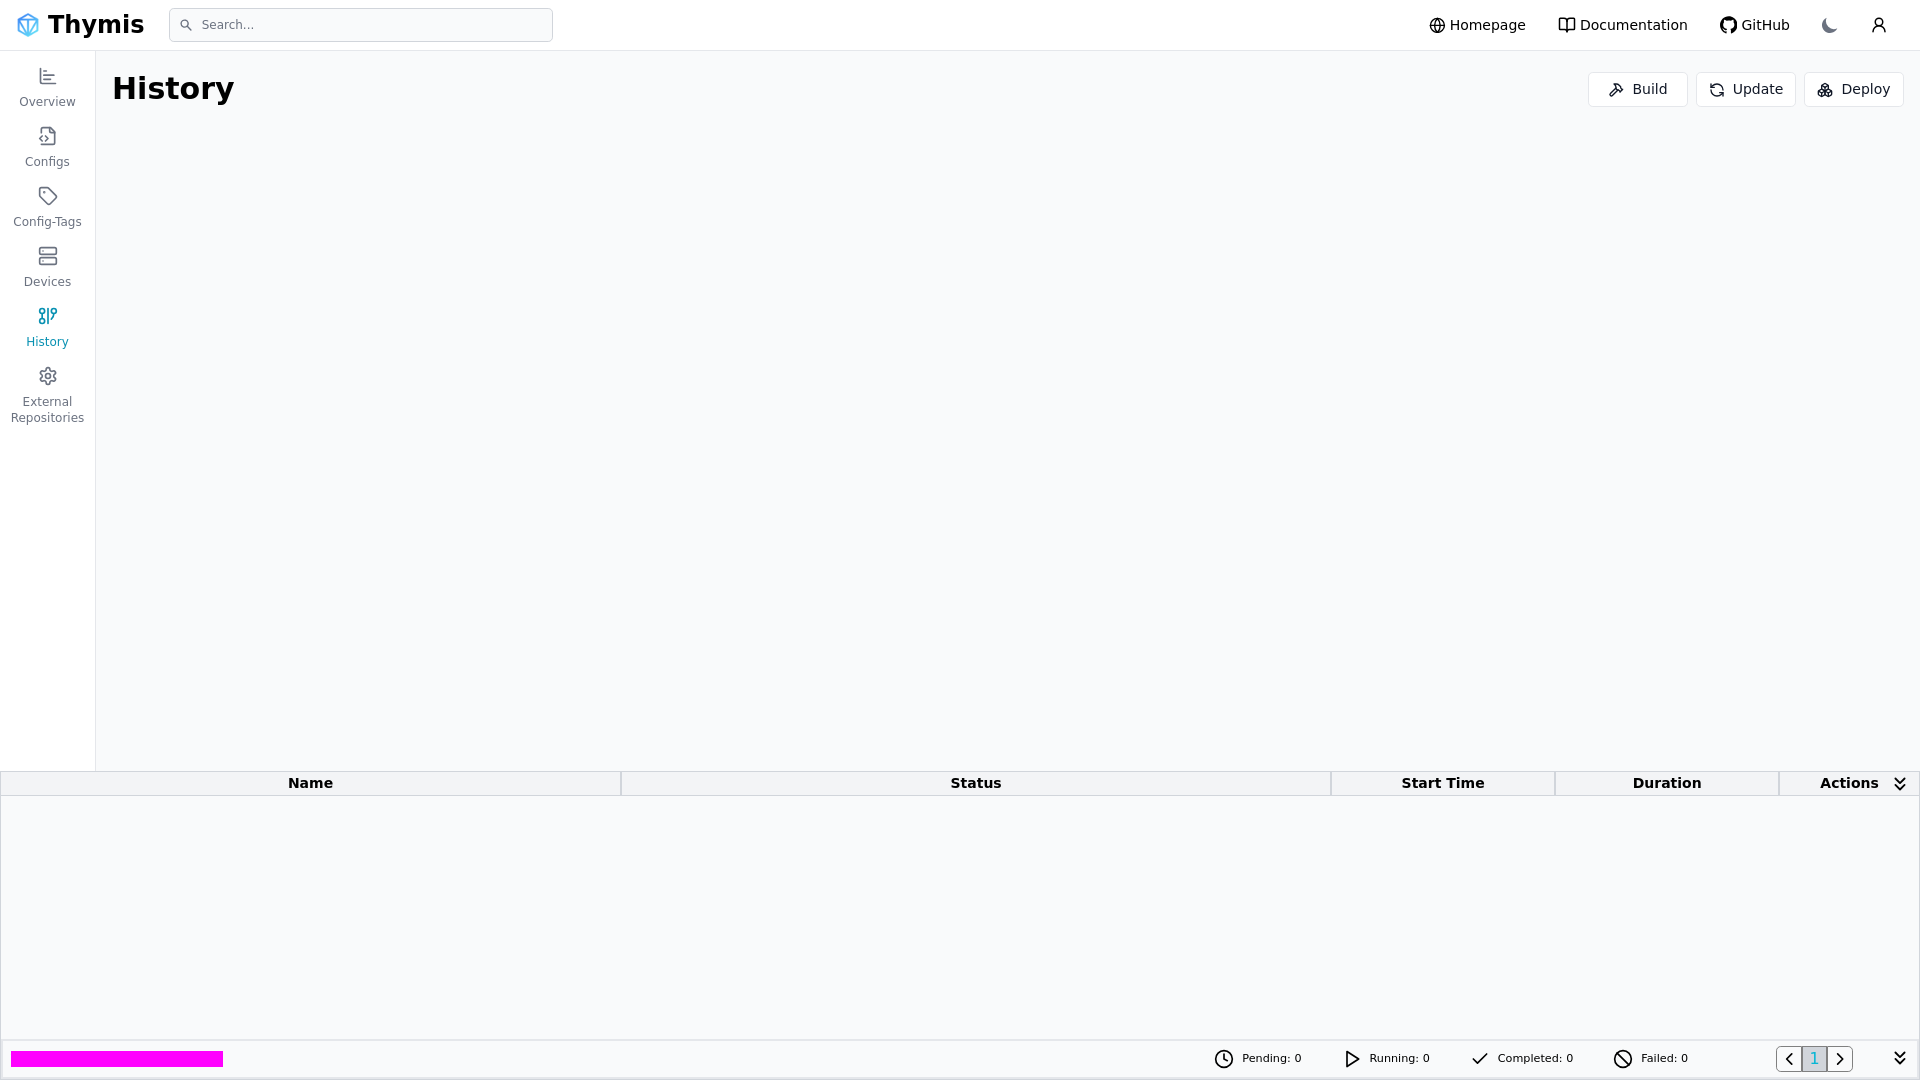 Thymis
Search...
Homepage
Documentation
GitHub
Overview
Configs
Config-Tags
Devices
History
External
Repositories
History
Build
Update
Deploy
Name
Status
Start Time
Duration
Actions
Pending: 0
Running: 0
Completed: 0
Failed: 0
1